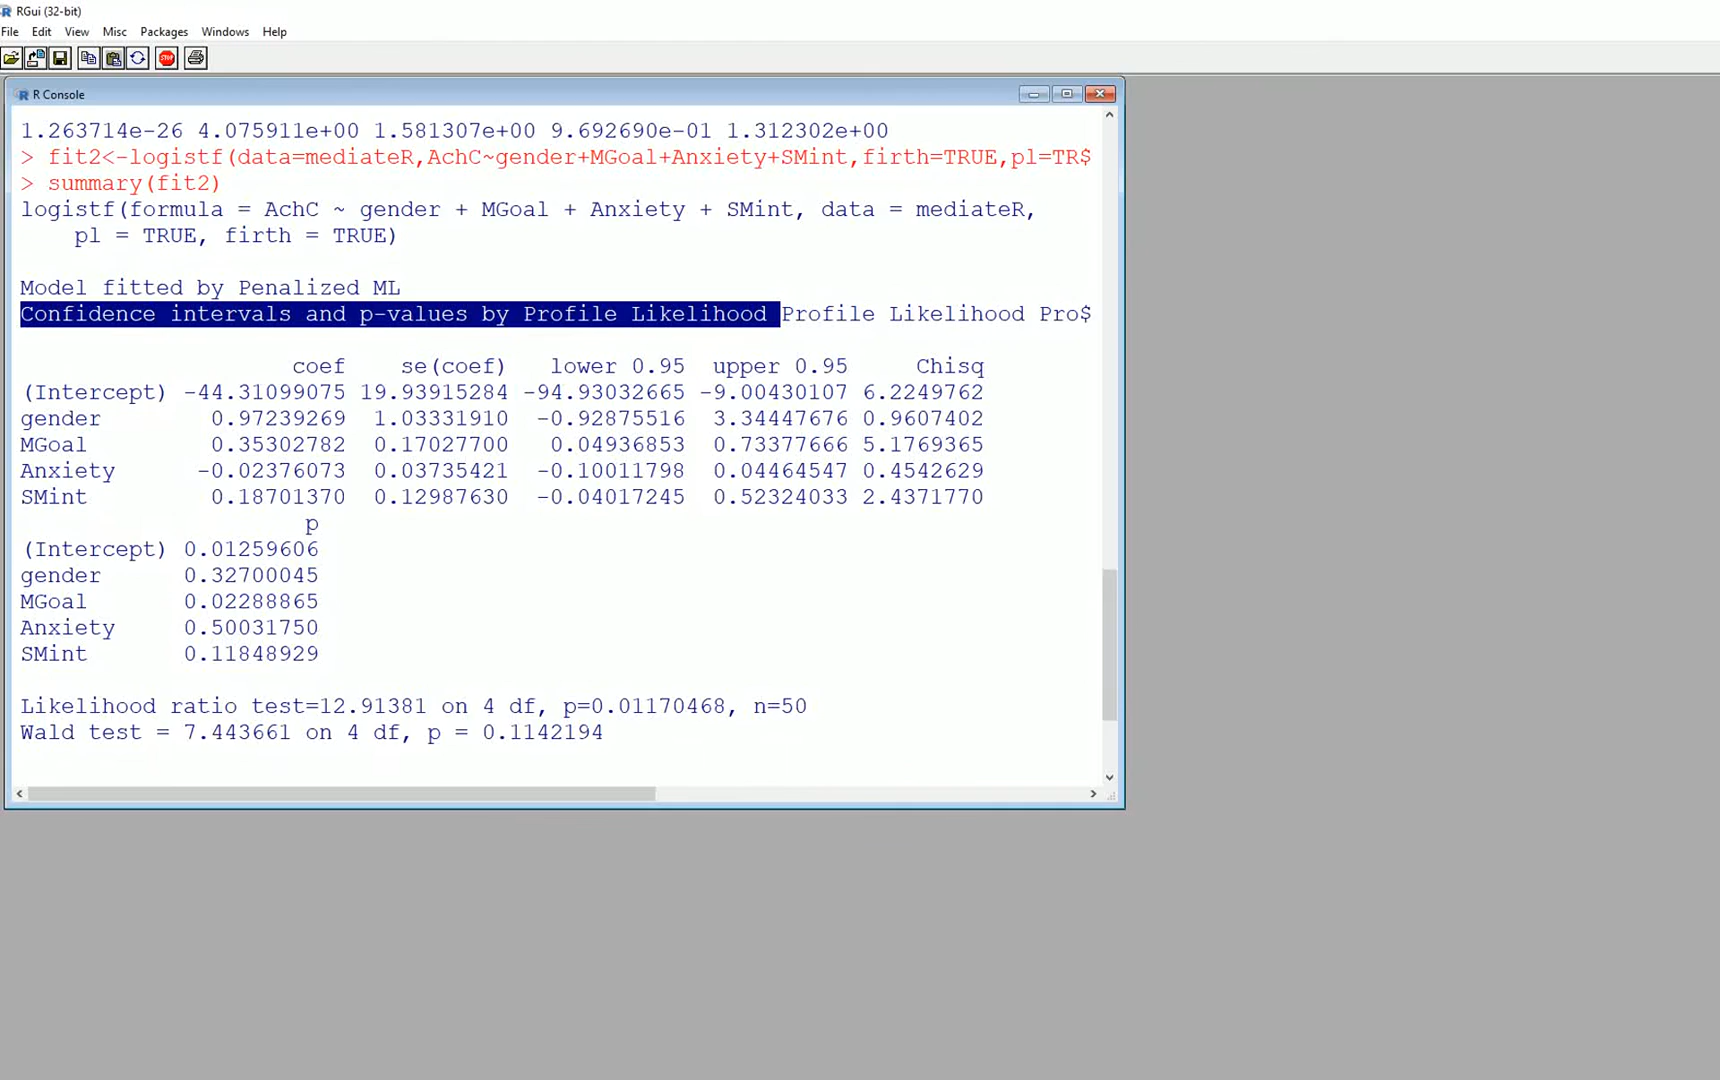 RGui (32-bit)
File Edit View Misc Packages Windows Help
STOP
R Console
1.263714e-26 4.075911e+00 1.581307e+00 9.692690e-01 1.312302e+00
> fit2<-logistf(data=mediateR,AchC~gender+MGoal+Anxiety+SMint,firth=TRUE,pl=TR$
> summary(fit2)
logistf(formula = AchC ~ gender + MGoal + Anxiety + SMint, data = mediateR,
    pl = TRUE, firth = TRUE)
Model fitted by Penalized ML
Confidence intervals and p-values by Profile Likelihood Profile Likelihood Pro$
                    coef    se(coef)   lower 0.95  upper 0.95     Chisq
(Intercept) -44.31099075 19.93915284 -94.93032665 -9.00430107 6.2249762
gender        0.97239269  1.03331910  -0.92875516  3.34447676 0.9607402
MGoal         0.35302782  0.17027700   0.04936853  0.73377666 5.1769365
Anxiety      -0.02376073  0.03735421  -0.10011798  0.04464547 0.4542629
SMint         0.18701370  0.12987630  -0.04017245  0.52324033 2.4371770
                     p
(Intercept) 0.01259606
gender      0.32700045
MGoal       0.02288865
Anxiety     0.50031750
SMint       0.11848929
Likelihood ratio test=12.91381 on 4 df, p=0.01170468, n=50
Wald test = 7.443661 on 4 df, p = 0.1142194